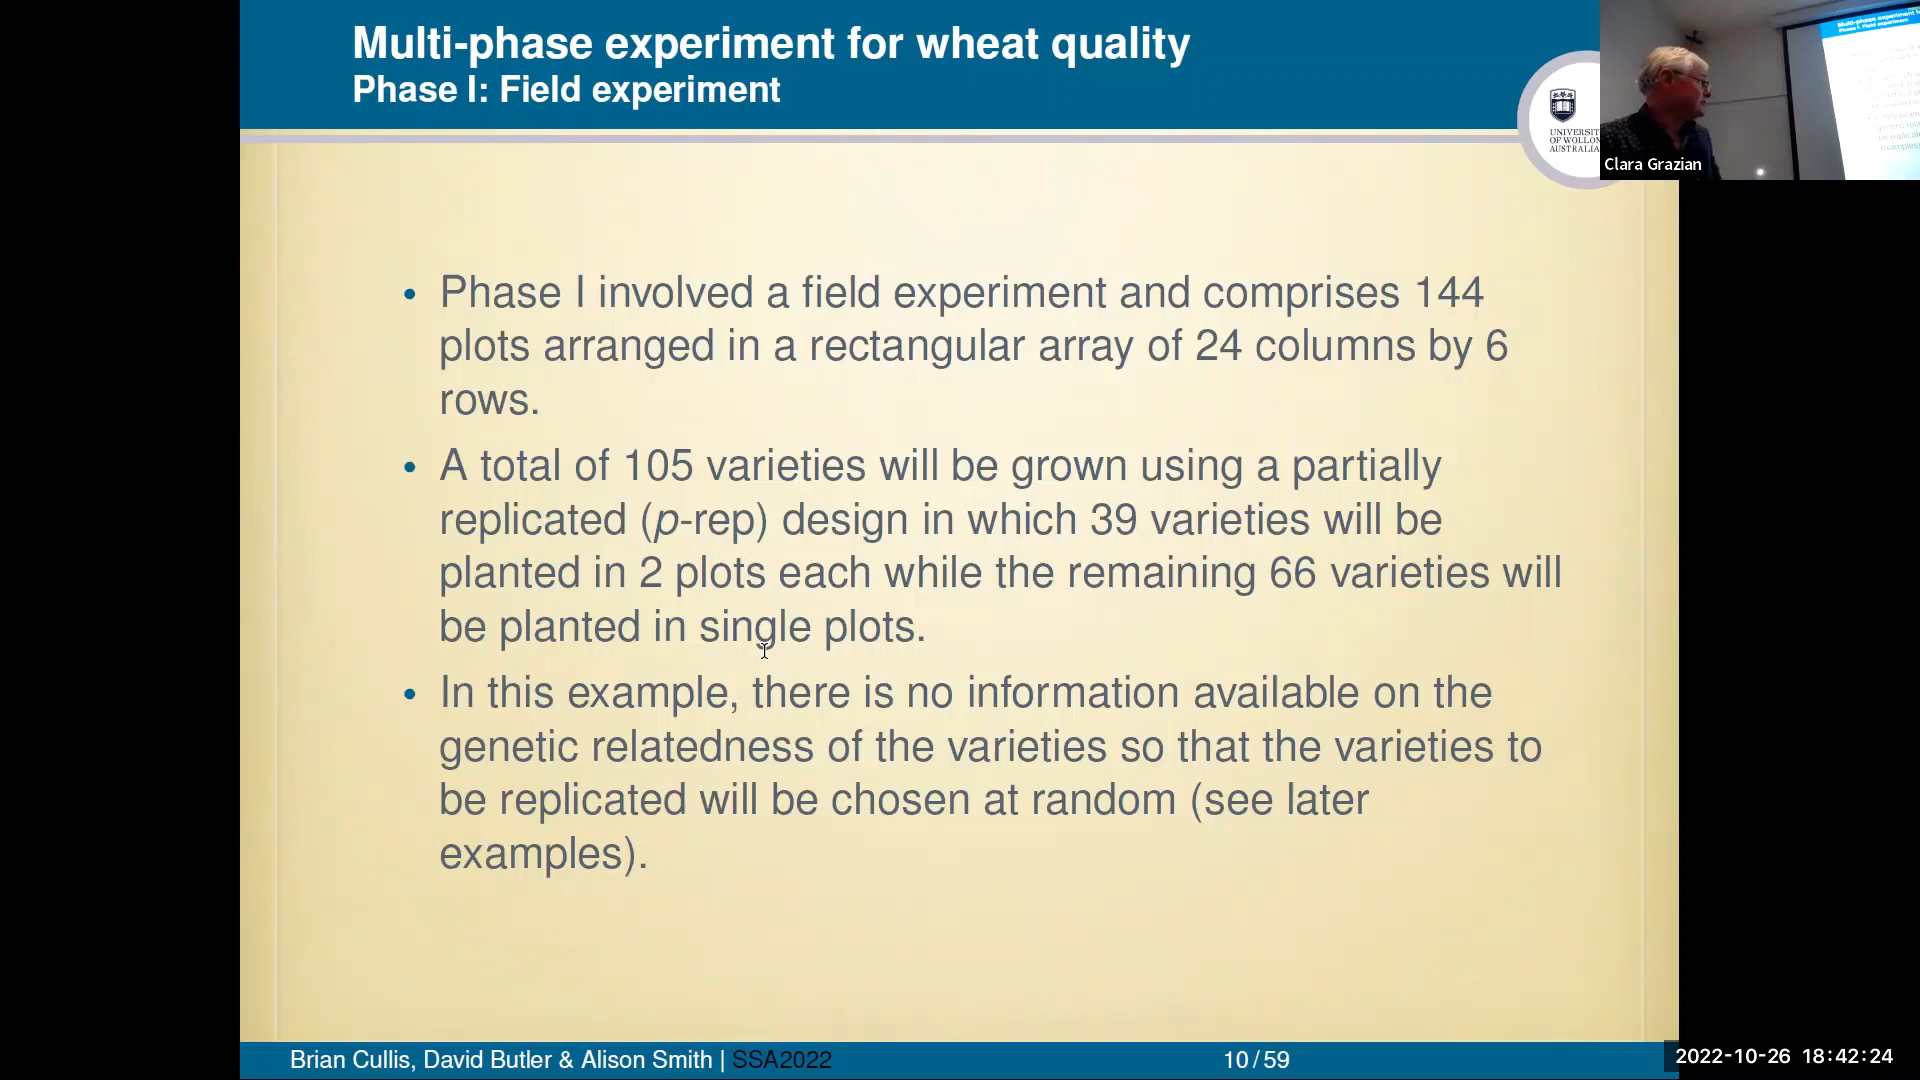 Multi-phase experiment for wheat quality
Phase I: Field experiment
UNIVERSIT
OF WOLLON
AUSTRALIA
Clara Grazian
• Phase I involved a field experiment and comprises 144
plots arranged in a rectangular array of 24 columns by 6
rows.
• A total of 105 varieties will be grown using a partially
replicated (p-rep) design in which 39 varieties will be
planted in 2 plots each while the remaining 66 varieties will
be planted in single plots.
• In this example, there is no information available on the
genetic relatedness of the varieties so that the varieties to
be replicated will be chosen at random (see later
examples).
Brian Cullis, David Butler & Alison Smith | SSA2022
10 / 59
2022-10-26 18:42:24